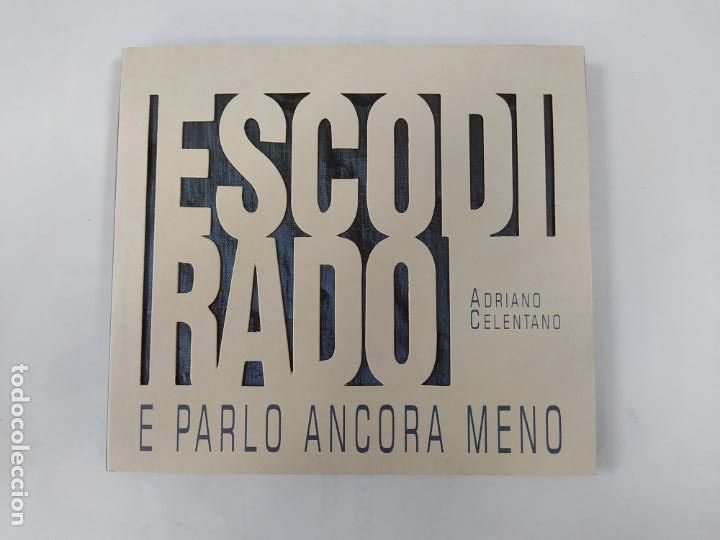 ESCO DI
RADO
ADRIANO
CELENTANO
E PARLO ANCORA MENO
todocoleccion